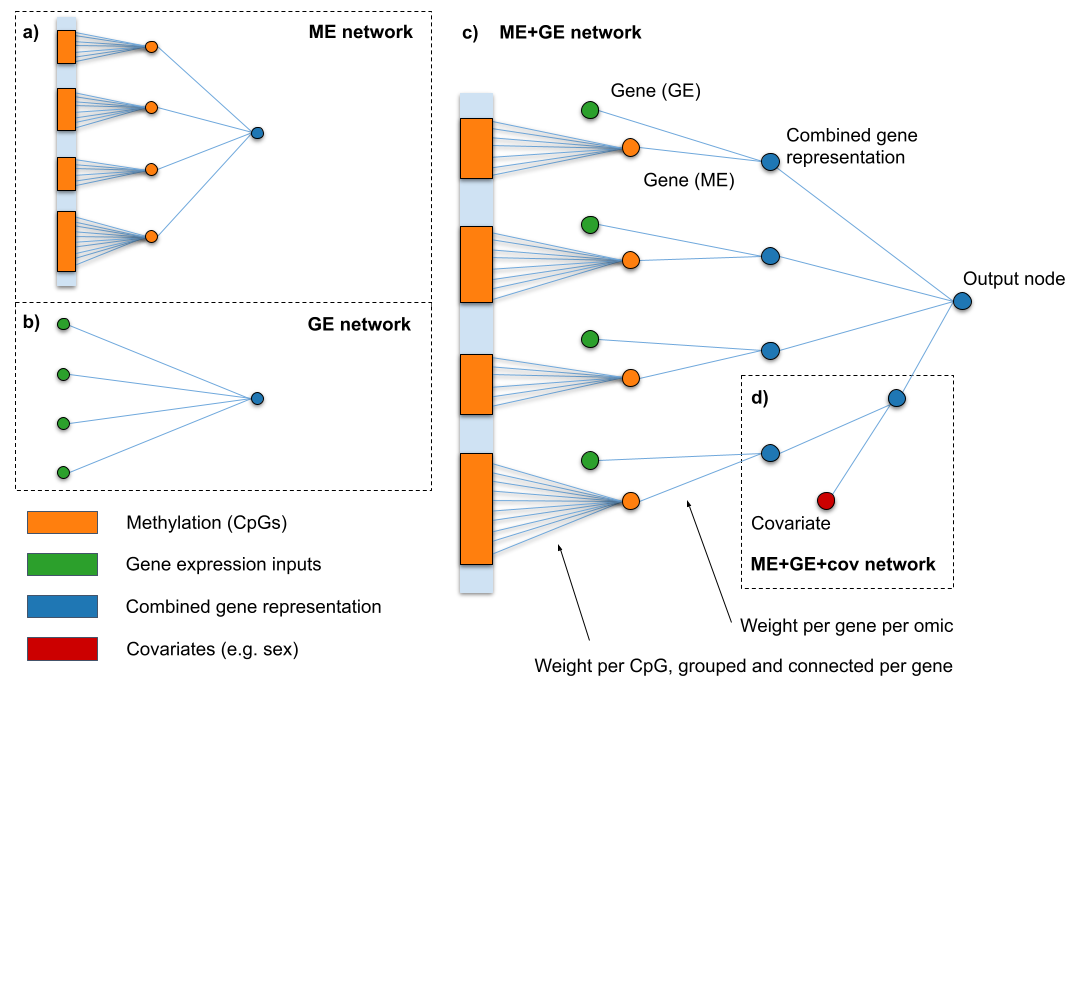 a)
ME network
b)
GE network
Methylation (CpGs)
Gene expression inputs
Combined gene representation
Covariates (e.g. sex)
c)
ME+GE network
Gene (GE)
Combined gene
representation
Gene (ME)
Output node
d)
Covariate
ME+GE+cov network
Weight per gene per omic
Weight per CpG, grouped and connected per gene